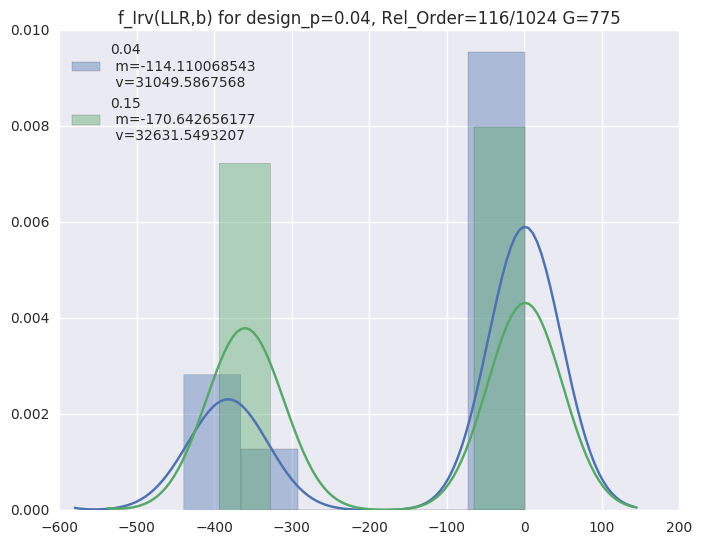 f_Irv(LLR,b) for design_p=0.04, Rel_Order=116/1024 G=775
0.04
m=-114.110068543
v=31049.5867568
0.15
m=-170.642656177
v=32631.5493207
0.010
0.008
0.006
0.004
0.002
0.000
−600 −500 −400 −300 −200 −100 0 100 200